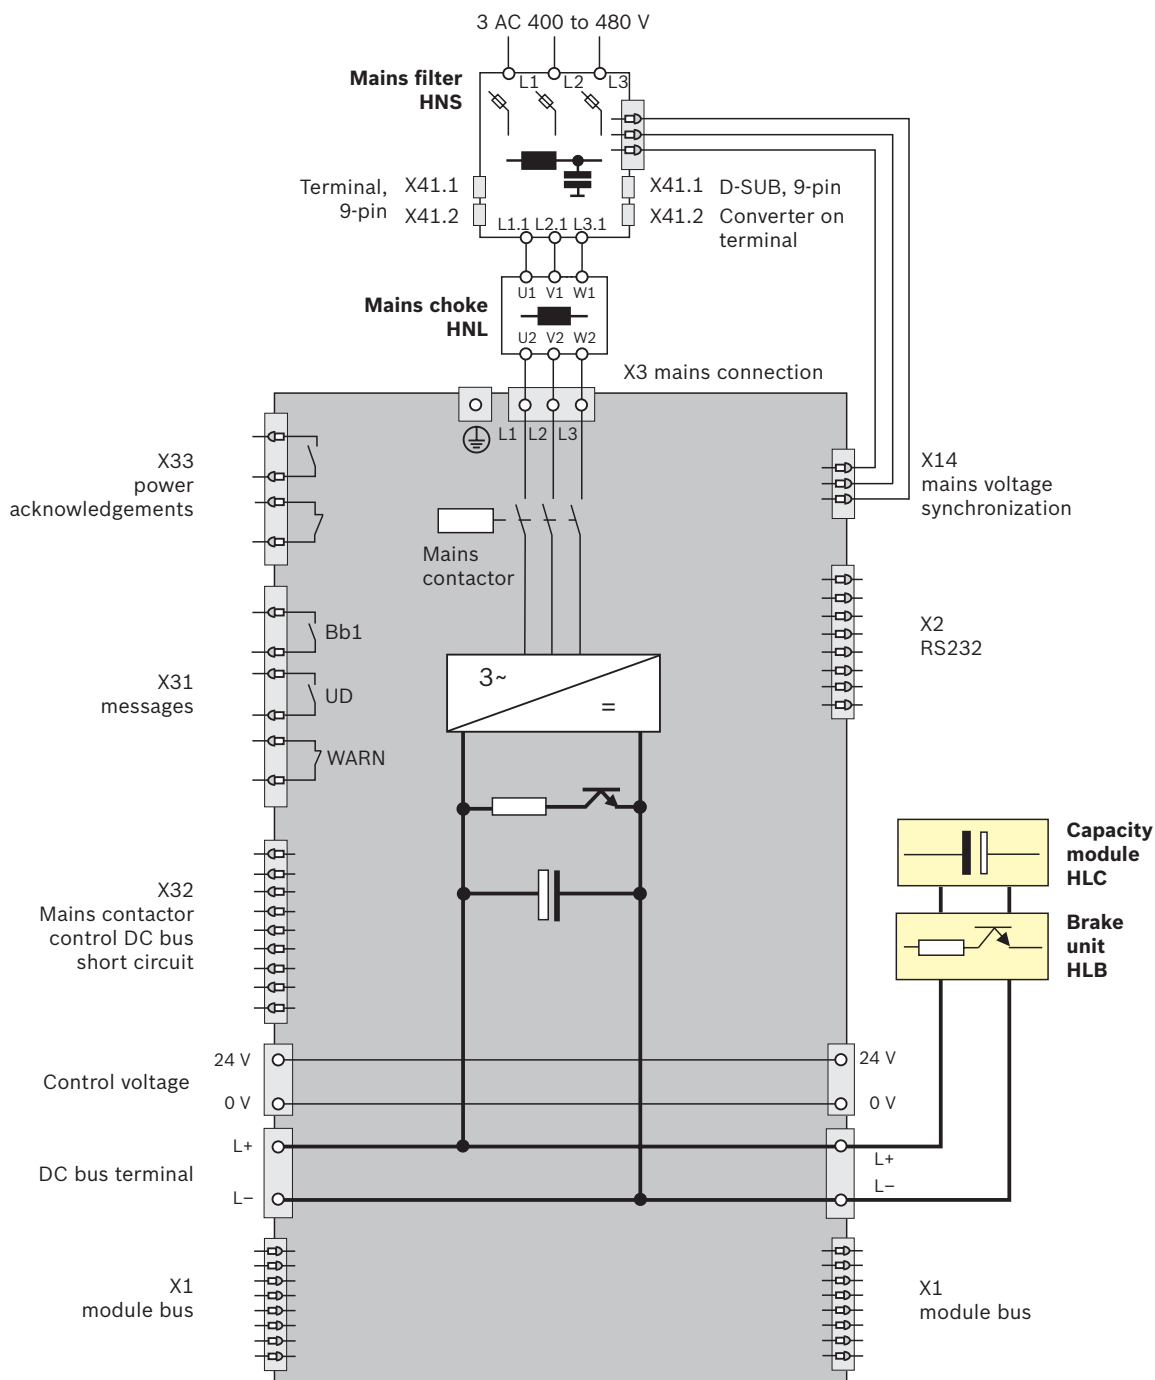 3 AC 400 to 480 V
Mains filter
HNS
L1 L2 L3
Terminal,
9-pin
X41.1
X41.2
X41.1 D-SUB, 9-pin
X41.2 Converter on
terminal
L1.1 L2.1 L3.1
Mains choke
HNL
U1 V1 W1
U2 V2 W2
X3 mains connection
L1 L2 L3
X33
power
acknowledgements
X14
mains voltage
synchronization
Mains
contactor
X31
messages
Bb1
UD
WARN
X2
RS232
3~
=
X32
Mains contactor
control DC bus
short circuit
Capacity
module
HLC
Brake
unit
HLB
Control voltage
24 V
0 V
24 V
0 V
DC bus terminal
L+
L–
L+
L–
X1
module bus
X1
module bus